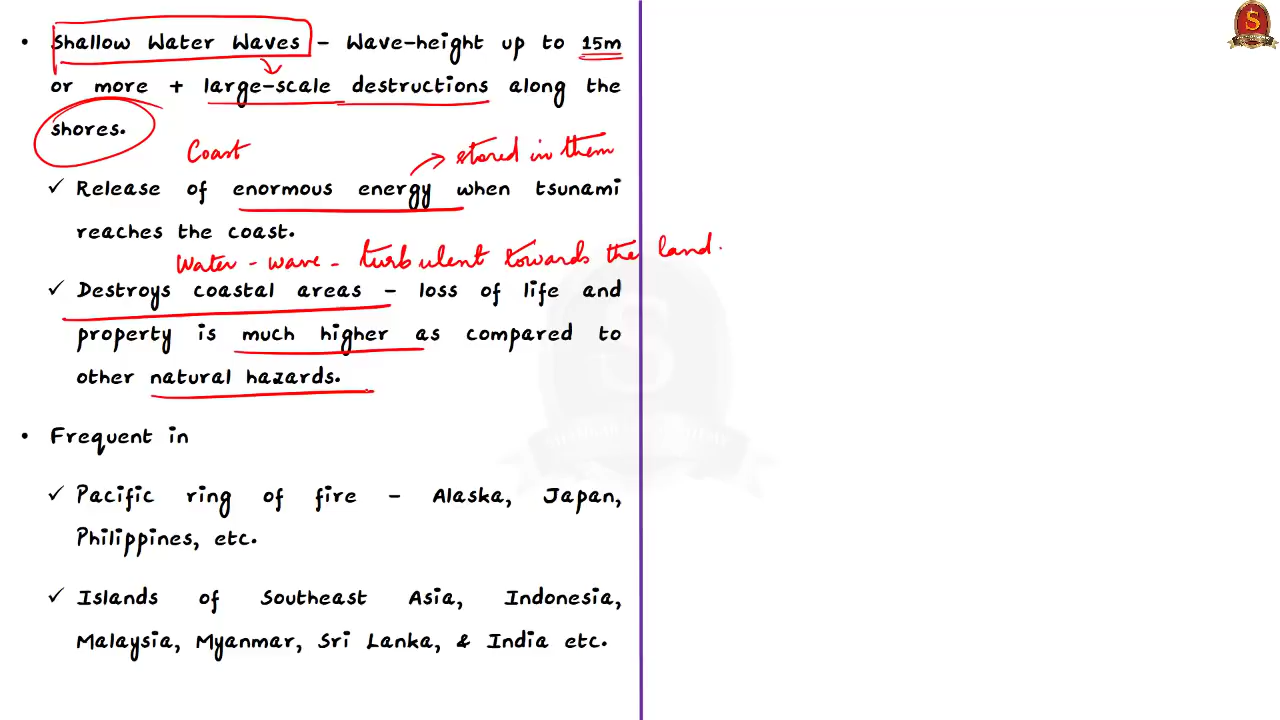 • Shallow Water Waves – Wave-height up to 15m
or more + large-scale destructions along the
shores.
Coast
stored in them
✓ Release of enormous energy when tsunami
reaches the coast.
Water - wave - turbulent towards the land.
✓ Destroys coastal areas – loss of life and
property is much higher as compared to
other natural hazards.
• Frequent in
✓ Pacific ring of fire – Alaska, Japan,
Philippines, etc.
✓ Islands of Southeast Asia, Indonesia,
Malaysia, Myanmar, Sri Lanka, & India etc.
S
S